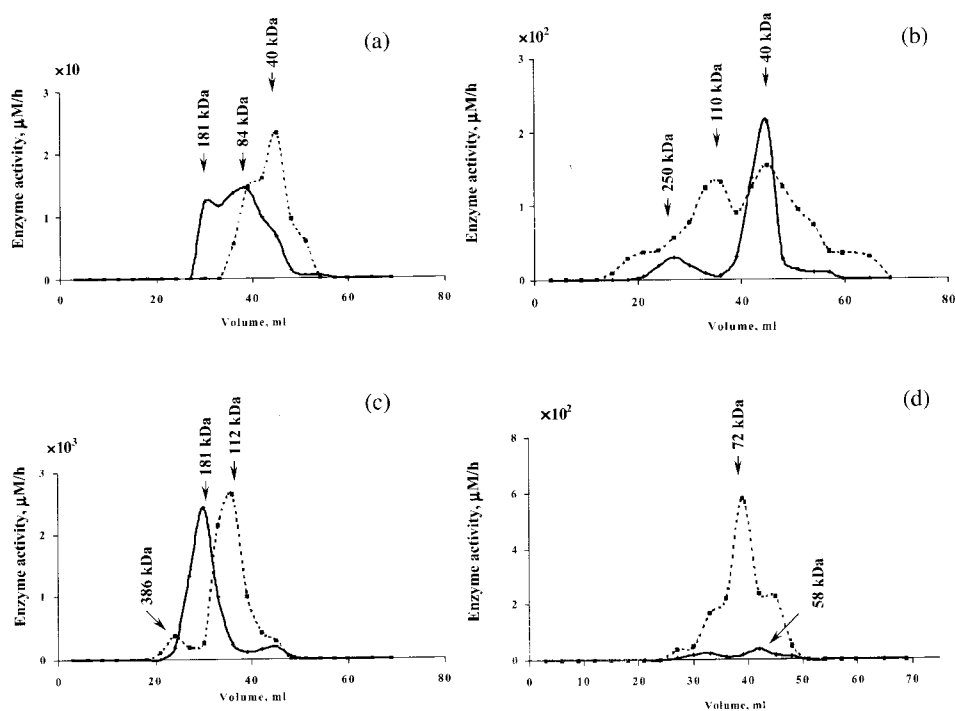 (a)
×10
Enzyme activity, µM/h
3
2
1
0
181 kDa
84 kDa
40 kDa
0 20 40 60 80
Volume, ml
(b)
×10²
Enzyme activity, µM/h
3
2
1
0
250 kDa
110 kDa
40 kDa
0 20 40 60 80
Volume, ml
(c)
×10³
Enzyme activity, µM/h
3
2
1
0
386 kDa
181 kDa
112 kDa
0 20 40 60 80
Volume, ml
(d)
×10²
Enzyme activity, µM/h
8
6
4
2
0
72 kDa
58 kDa
0 10 20 30 40 50 60 70
Volume, ml